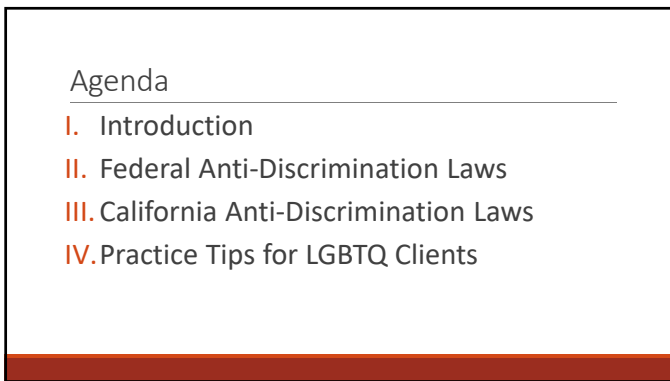 Agenda
I. Introduction
II. Federal Anti-Discrimination Laws
III. California Anti-Discrimination Laws
IV. Practice Tips for LGBTQ Clients